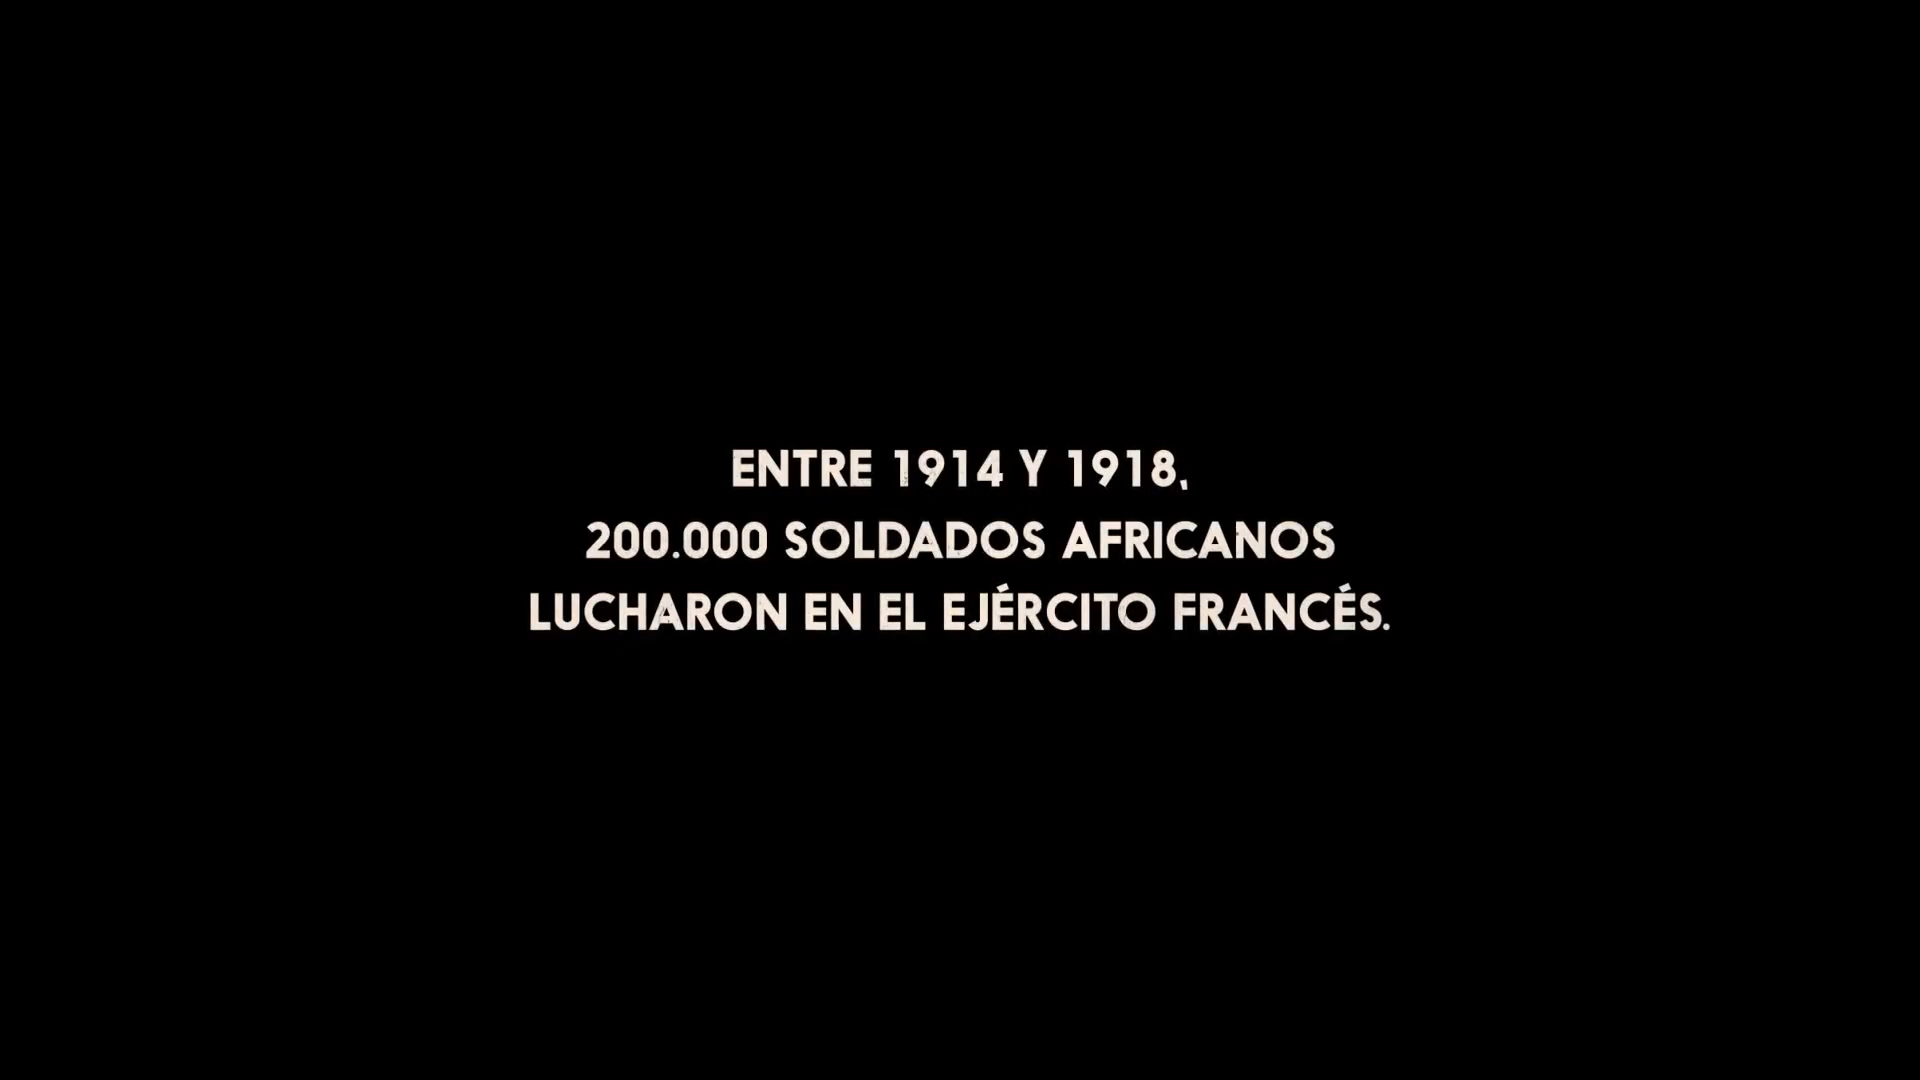 ENTRE 1914 Y 1918,
200.000 SOLDADOS AFRICANOS
LUCHARON EN EL EJÉRCITO FRANCÉS.